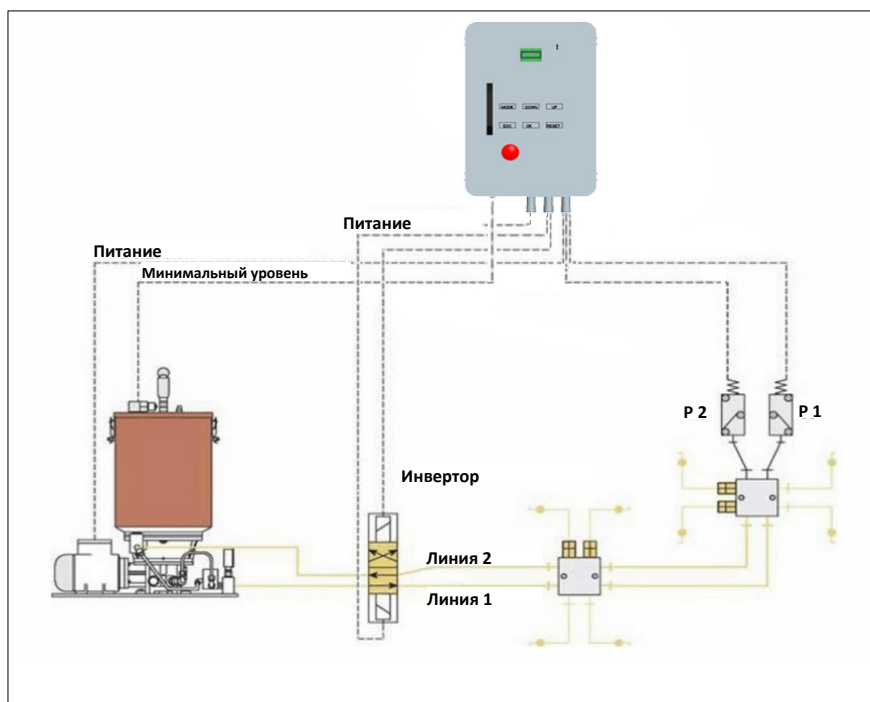 MODE DOWN UP
ESC OK RESET
Питание
Питание
Минимальный уровень
Р 2 Р 1
Инвертор
Линия 2
Линия 1